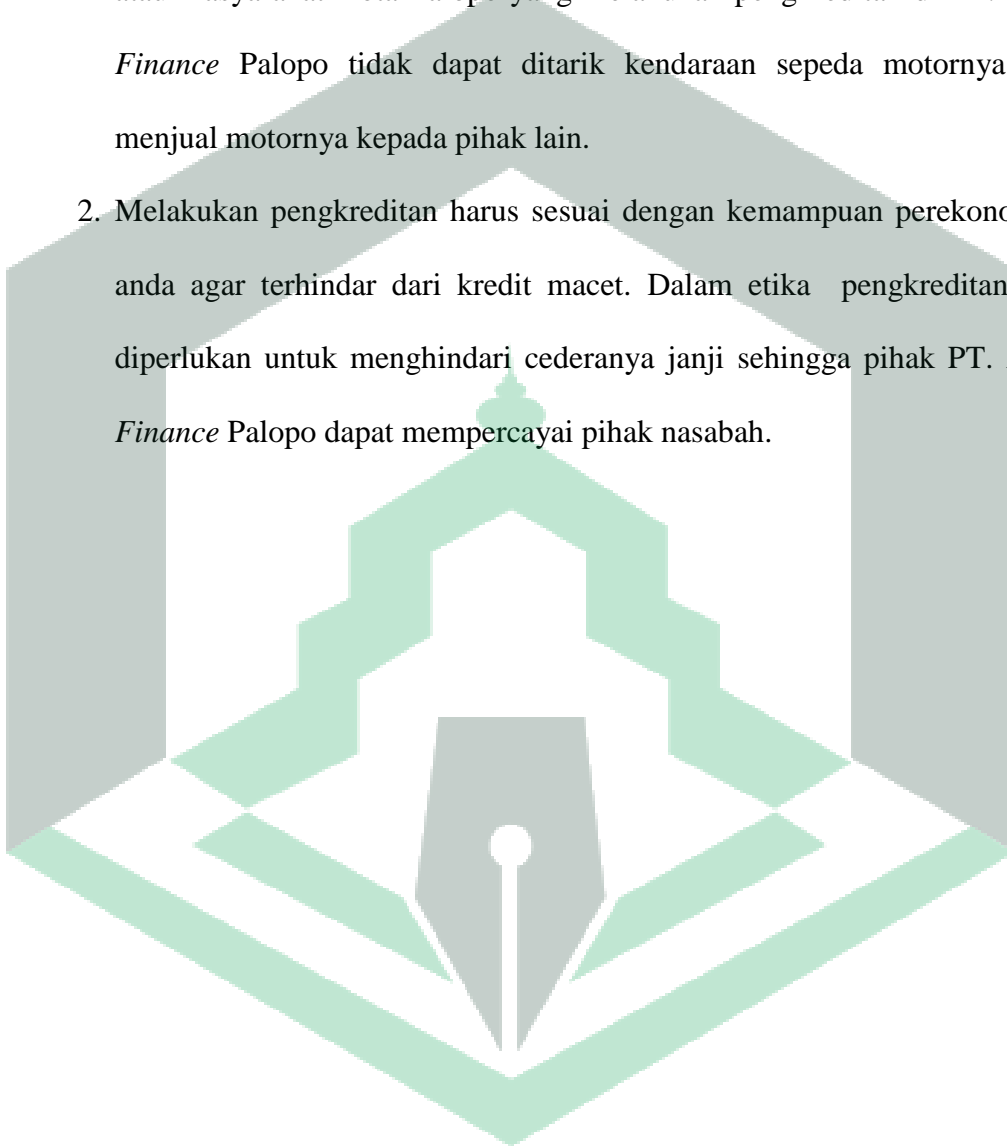 Finance Palopo tidak dapat ditarik kendaraan sepeda motornya
menjual motornya kepada pihak lain.
2. Melakukan pengkreditan harus sesuai dengan kemampuan
anda agar terhindar dari kredit macet. Dalam etika pengkreditan
diperlukan untuk menghindari cederanya janji sehingga pihak PT.
Finance Palopo dapat mempercayai pihak nasabah.